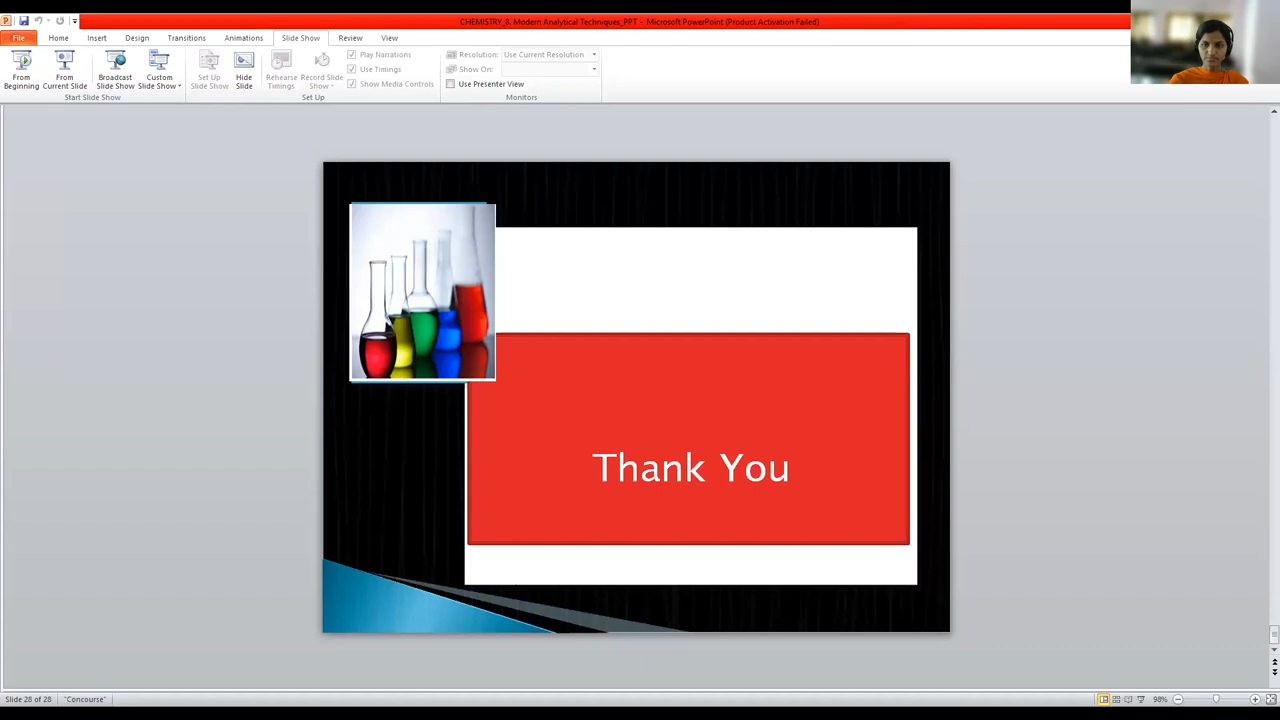 CHEMISTRY_8. Modern Analytical Techniques_PPT - Microsoft PowerPoint (Product Activation Failed)
File Home Insert Design Transitions Animations Slide Show Review View
From Beginning
From Current Slide
Broadcast Slide Show
Custom Slide Show
Start Slide Show
Set Up Slide Show
Hide Slide
Rehearse Timings
Record Slide Show
Play Narrations
Use Timings
Show Media Controls
Set Up
Resolution: Use Current Resolution
Show On:
Use Presenter View
Monitors
Thank You
Slide 28 of 28 "Concourse" 98%